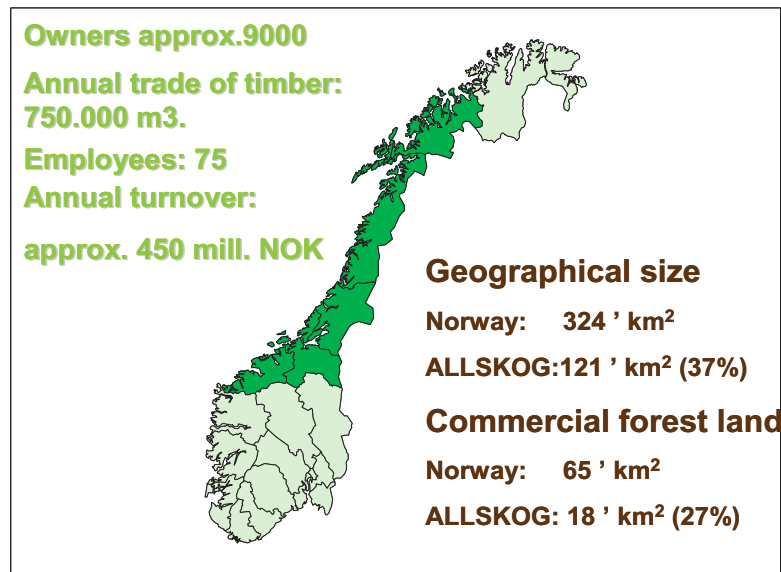 Owners approx.9000
Annual trade of timber:
750.000 m3.
Employees: 75
Annual turnover:
approx. 450 mill. NOK
Geographical size
Norway: 324 ’ km²
ALLSKOG:121 ’ km² (37%)
Commercial forest land
Norway: 65 ’ km²
ALLSKOG: 18 ’ km² (27%)